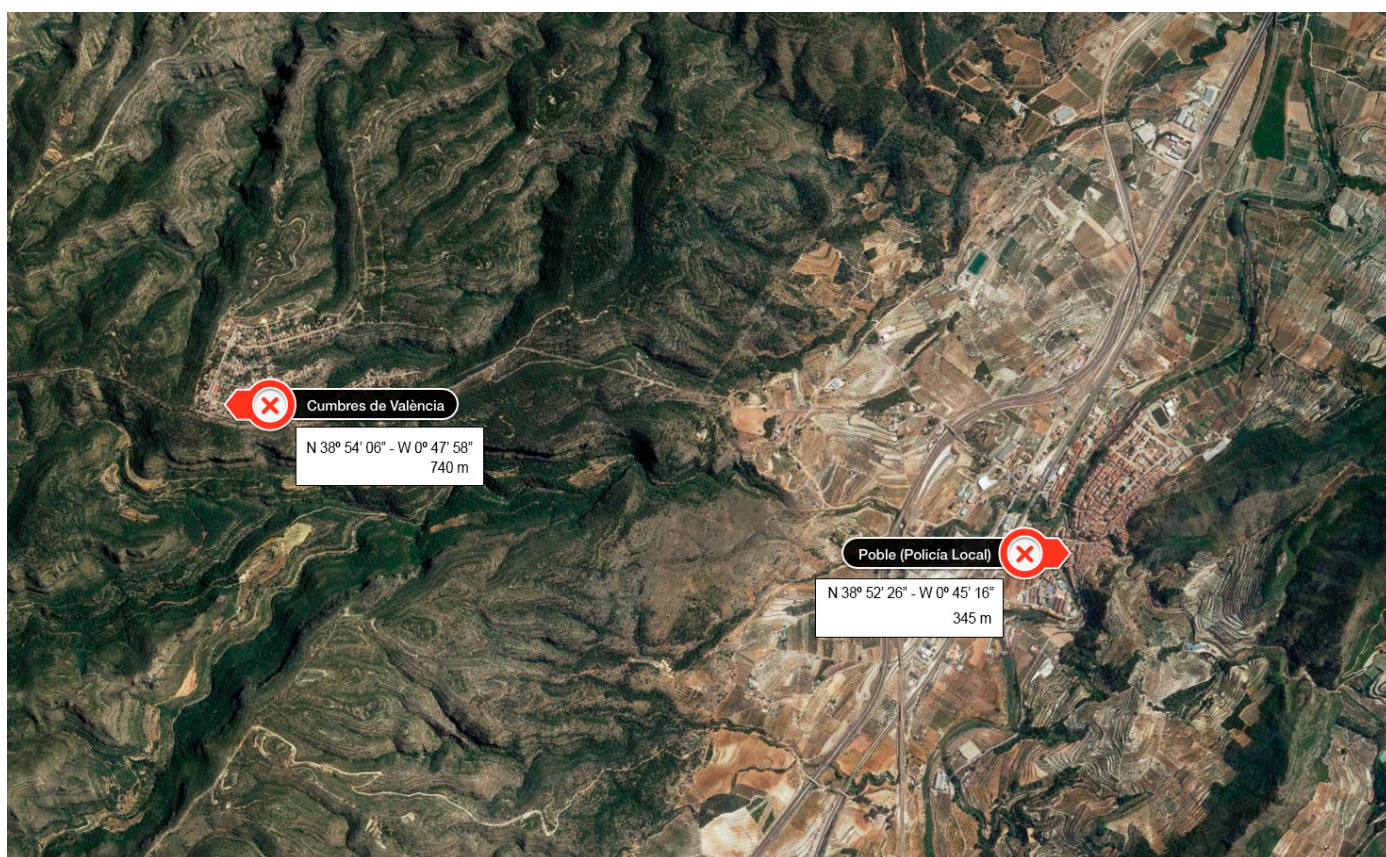 Cumbres de València
N 38º 54' 06" - W 0º 47' 58"
740 m
Poble (Policía Local)
N 38º 52' 26" - W 0º 45' 16"
345 m